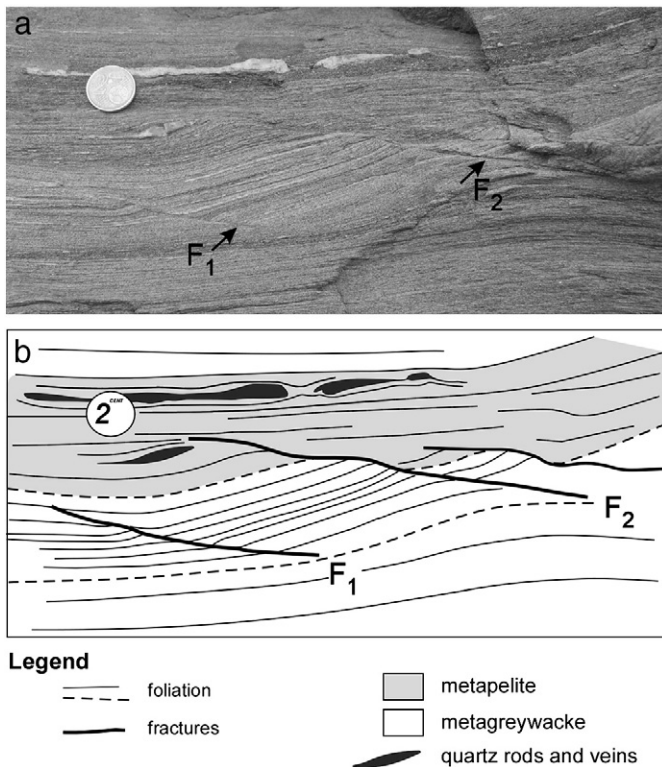 a
F1
F2
b
2 CENT
F1
F2
Legend
foliation
fractures
metapelite
metagreywacke
quartz rods and veins